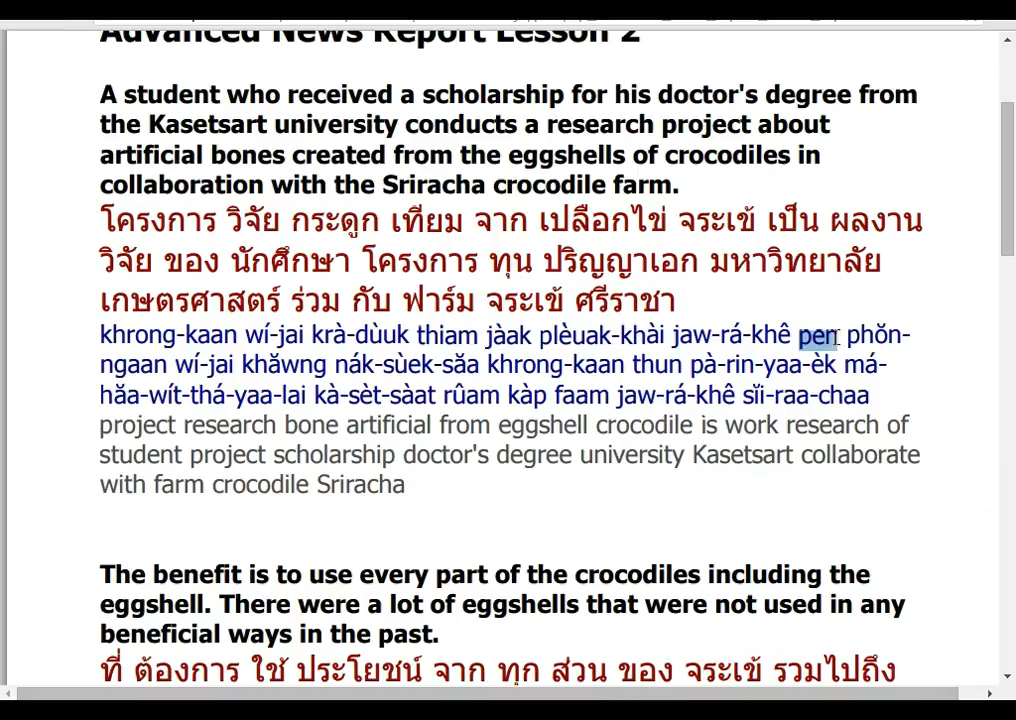 Advanced News Report Lesson 2
A student who received a scholarship for his doctor's degree from
the Kasetsart university conducts a research project about
artificial bones created from the eggshells of crocodiles in
collaboration with the Sriracha crocodile farm.
โครงการ วิจัย กระดูก เทียม จาก เปลือกไข่ จระเข้ เป็น ผลงาน
วิจัย ของ นักศึกษา โครงการ ทุน ปริญญาเอก มหาวิทยาลัย
เกษตรศาสตร์ ร่วม กับ ฟาร์ม จระเข้ ศรีราชา
khrong-kaan wí-jai krà-dùuk thiam jàak plèuak-khài jaw-rá-khê pen phŏn-
ngaan wí-jai khăwng nák-sùek-săa khrong-kaan thun pà-rin-yaa-èk má-
hăa-wít-thá-yaa-lai kà-sèt-sàat rûam kàp faam jaw-rá-khê sĭi-raa-chaa
project research bone artificial from eggshell crocodile is work research of
student project scholarship doctor's degree university Kasetsart collaborate
with farm crocodile Sriracha
The benefit is to use every part of the crocodiles including the
eggshell. There were a lot of eggshells that were not used in any
beneficial ways in the past.
ที่ ต้องการ ใช้ ประโยชน์ จาก ทุก ส่วน ของ จระเข้ รวมไปถึง